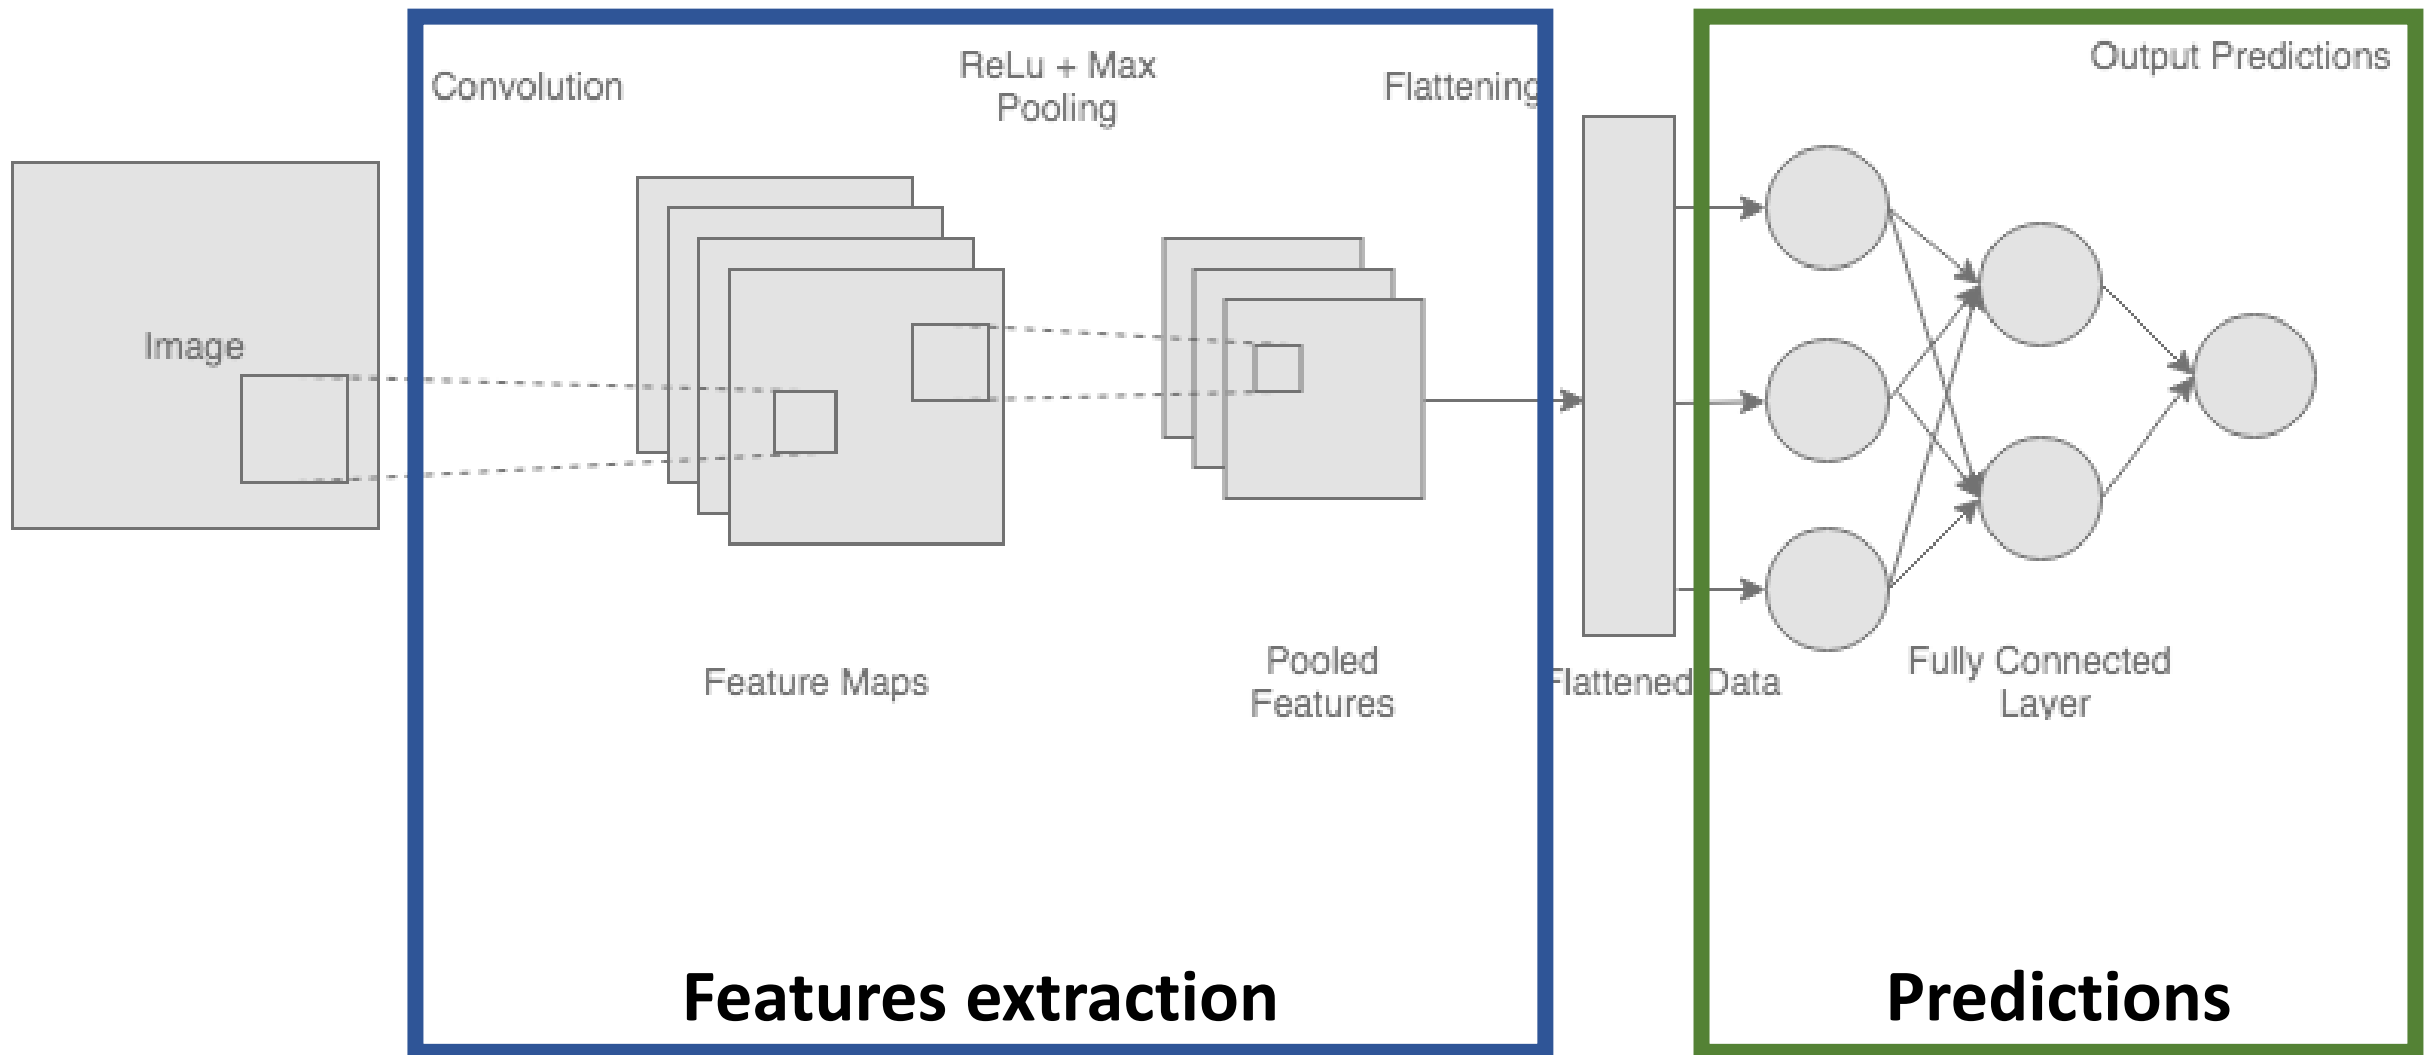 Convolution
ReLu + Max
Pooling
Flattening
Output Predictions
Image
Feature Maps
Pooled
Features
Flattened Data
Fully Connected
Layer
Features extraction
Predictions